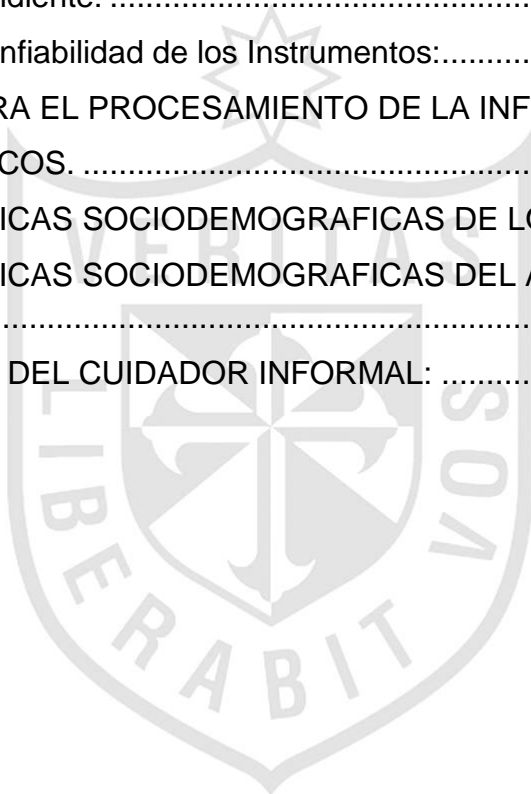 ndiente: ................................................
nfiabilidad de los Instrumentos:..........
RA EL PROCESAMIENTO DE LA INF
COS. ...................................................
ICAS SOCIODEMOGRAFICAS DE LO
ICAS SOCIODEMOGRAFICAS DEL A
............................................................
DEL CUIDADOR INFORMAL: ..........
VERITAS
LIBERABIT
VOS